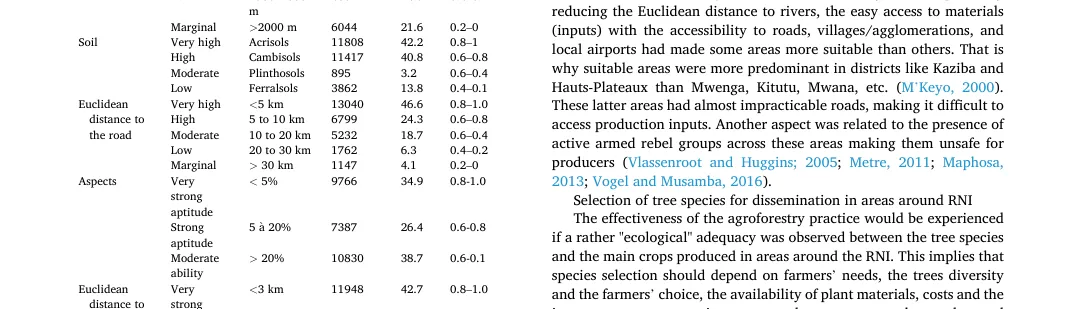 m
Marginal >2000 m 6044 21.6 0.2–0
Soil Very high Acrisols 11808 42.2 0.8–1
High Cambisols 11417 40.8 0.6–0.8
Moderate Plinthosols 895 3.2 0.6–0.4
Low Ferralsols 3862 13.8 0.4–0.1
Euclidean Very high <5 km 13040 46.6 0.8–1.0
distance to High 5 to 10 km 6799 24.3 0.6–0.8
the road Moderate 10 to 20 km 5232 18.7 0.6–0.4
Low 20 to 30 km 1762 6.3 0.4–0.2
Marginal > 30 km 1147 4.1 0.2–0
Aspects Very < 5% 9766 34.9 0.8-1.0
strong
aptitude
Strong 5 à 20% 7387 26.4 0.6-0.8
aptitude
Moderate > 20% 10830 38.7 0.6-0.1
ability
Euclidean Very <3 km 11948 42.7 0.8–1.0
distance to strong
reducing the Euclidean distance to rivers, the easy access to materials
(inputs) with the accessibility to roads, villages/agglomerations, and
local airports had made some areas more suitable than others. That is
why suitable areas were more predominant in districts like Kaziba and
Hauts-Plateaux than Mwenga, Kitutu, Mwana, etc. (M'Keyo, 2000).
These latter areas had almost impracticable roads, making it difficult to
access production inputs. Another aspect was related to the presence of
active armed rebel groups across these areas making them unsafe for
producers (Vlassenroot and Huggins; 2005; Metre, 2011; Maphosa,
2013; Vogel and Musamba, 2016).
Selection of tree species for dissemination in areas around RNI
The effectiveness of the agroforestry practice would be experienced
if a rather "ecological" adequacy was observed between the tree species
and the main crops produced in areas around the RNI. This implies that
species selection should depend on farmers' needs, the trees diversity
and the farmers' choice, the availability of plant materials, costs and the